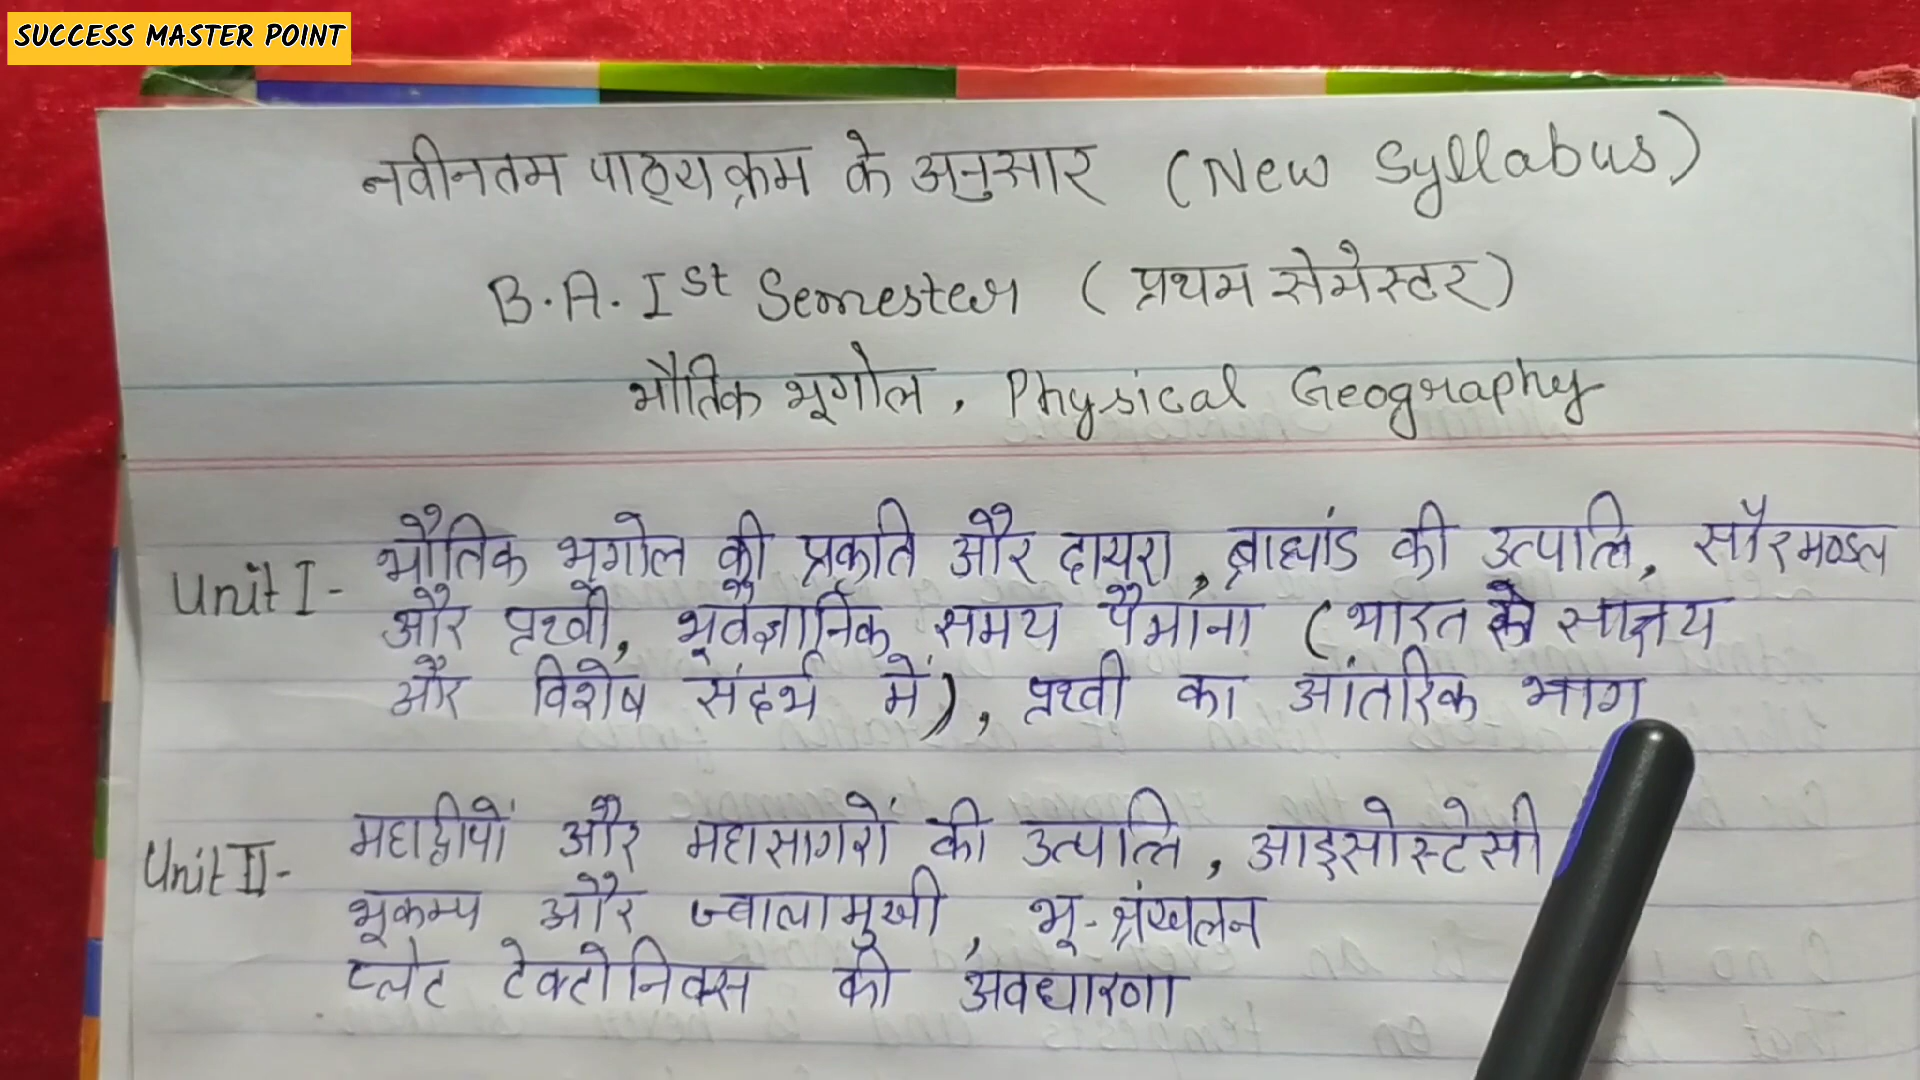 SUCCESS MASTER POINT
नवीनतम पाठ्यक्रम के अनुसार (New Syllabus)
B.A. Ist Semester (प्रथम सेमेस्टर)
भौतिक भूगोल, Physical Geography
Unit I- भौतिक भूगोल की प्रकृति और दायरा, ब्राह्मांड की उत्पत्ति, सौरमण्डल
और पृथ्वी, भूवैज्ञानिक समय पैमाना (भारत के साक्षय
और विशेष संदर्भ में), पृथ्वी का आंतरिक भाग
Unit II- महाद्वीपों और महासागरों की उत्पत्ति, आइसोस्टेसी
भूकम्प और ज्वालामुखी, भू-श्रंखलन
प्लेट टेक्टोनिक्स की अवधारणा